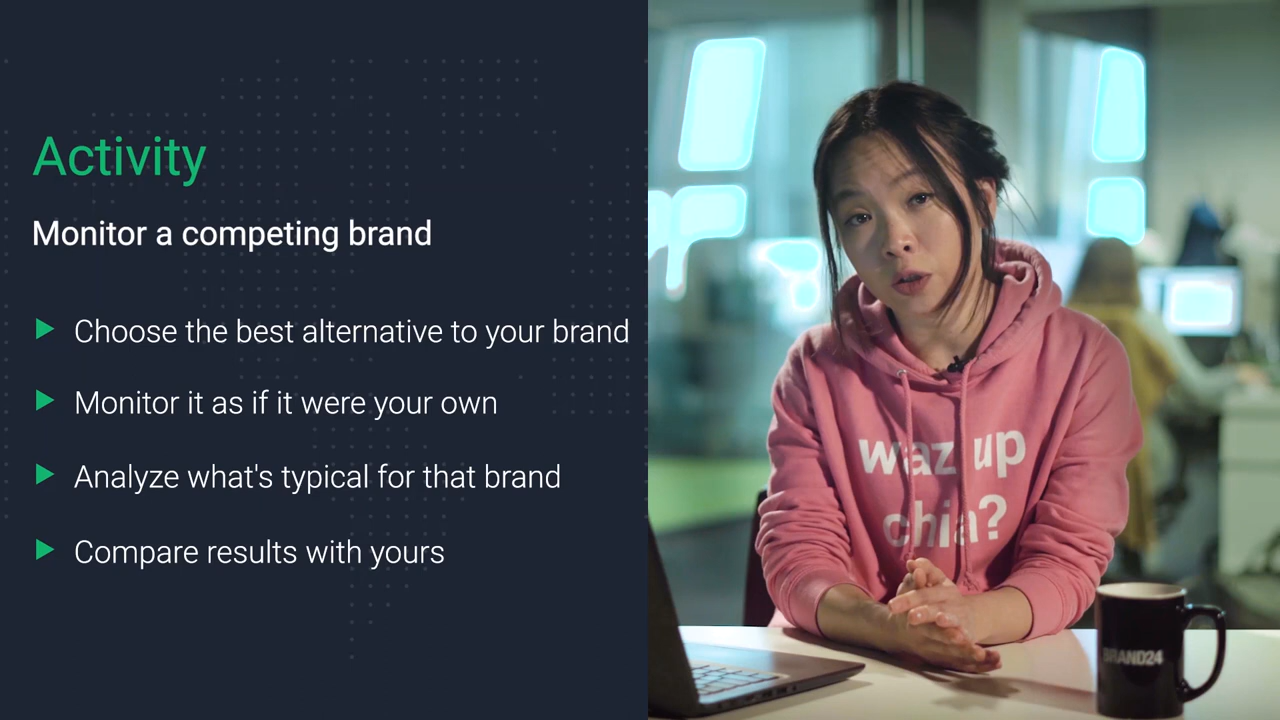 Activity
Monitor a competing brand
Choose the best alternative to your brand
Monitor it as if it were your own
Analyze what's typical for that brand
Compare results with yours
waz up
chia?
BRAND24